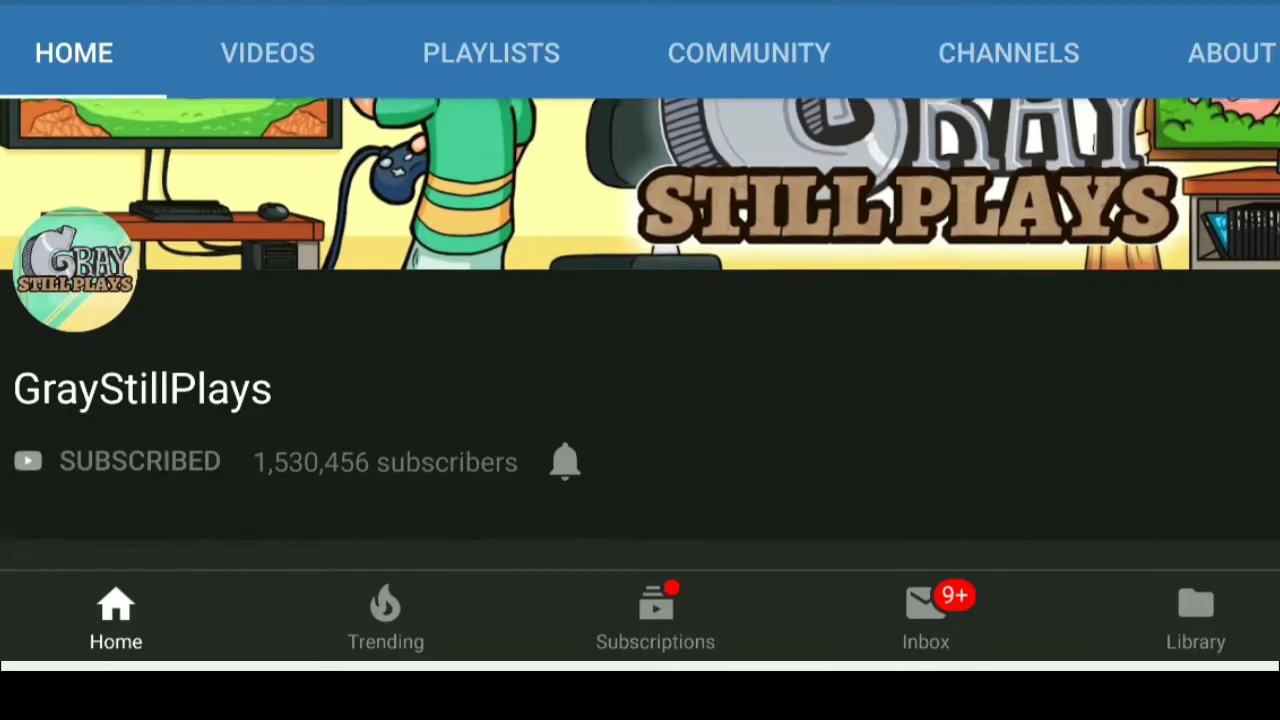 HOME VIDEOS PLAYLISTS COMMUNITY CHANNELS ABOUT
GRAY
STILL PLAYS
GRAY
STILL PLAYS
GrayStillPlays
SUBSCRIBED 1,530,456 subscribers
9+
Home Trending Subscriptions Inbox Library